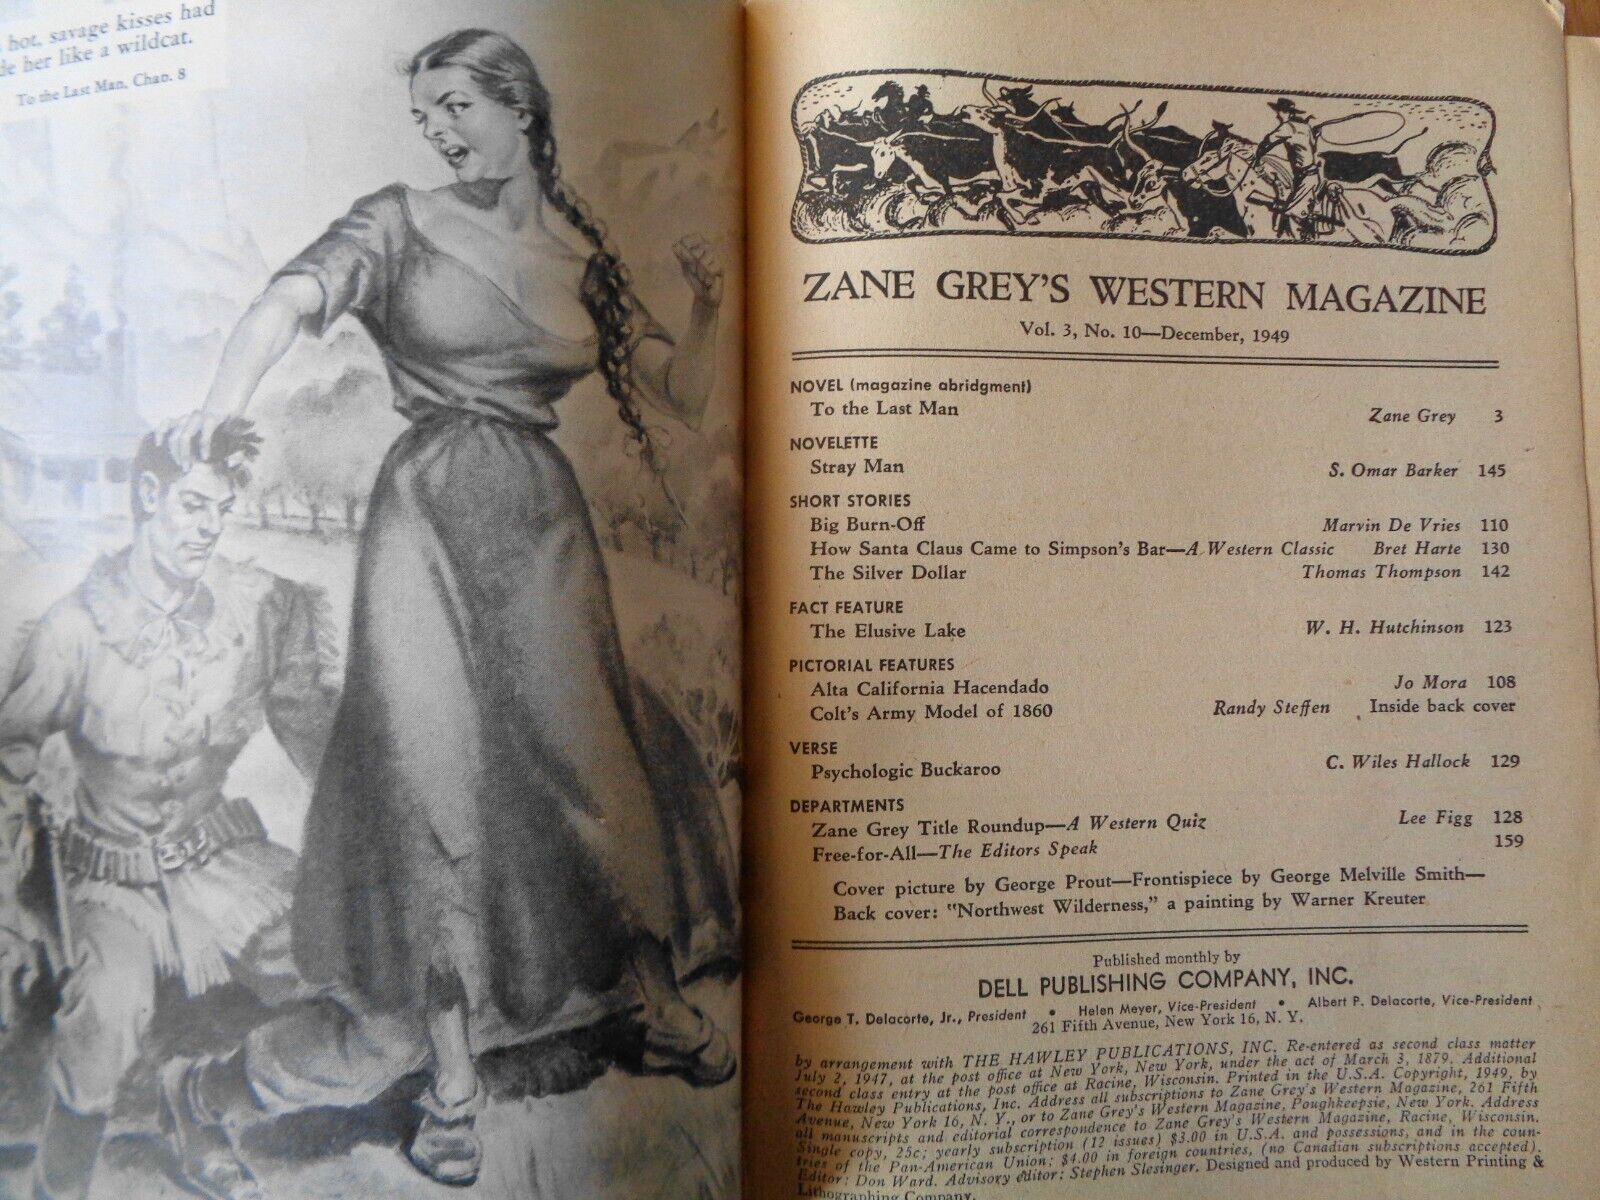 hot, savage kisses had
her like a wildcat.
To the Last Man, Chap. 8
ZANE GREY'S WESTERN MAGAZINE
Vol. 3, No. 10—December, 1949
NOVEL (magazine abridgment)
To the Last Man Zane Grey 3
NOVELETTE
Stray Man S. Omar Barker 145
SHORT STORIES
Big Burn-Off Marvin De Vries 110
How Santa Claus Came to Simpson's Bar—A Western Classic Bret Harte 130
The Silver Dollar Thomas Thompson 142
FACT FEATURE
The Elusive Lake W. H. Hutchinson 123
PICTORIAL FEATURES
Alta California Hacendado Jo Mora 108
Colt's Army Model of 1860 Randy Steffen Inside back cover
VERSE
Psychologic Buckaroo C. Wiles Hallock 129
DEPARTMENTS
Zane Grey Title Roundup—A Western Quiz Lee Figg 128
Free-for-All—The Editors Speak 159
Cover picture by George Prout—Frontispiece by George Melville Smith—
Back cover: "Northwest Wilderness," a painting by Warner Kreuter
Published monthly by
DELL PUBLISHING COMPANY, INC.
George T. Delacorte, Jr., President • Helen Meyer, Vice-President • Albert P. Delacorte, Vice-President
261 Fifth Avenue, New York 16, N. Y.
by arrangement with THE HAWLEY PUBLICATIONS, INC. Re-entered as second class matter
July 2, 1947, at the post office at New York, New York, under the act of March 3, 1879. Additional
second class entry at the post office at Racine, Wisconsin. Printed in the U.S.A. Copyright, 1949, by
The Hawley Publications, Inc. Address all subscriptions to Zane Grey's Western Magazine, 261 Fifth
Avenue, New York 16, N. Y., or to Zane Grey's Western Magazine, Poughkeepsie, New York. Address
all manuscripts and editorial correspondence to Zane Grey's Western Magazine, Racine, Wisconsin.
Single copy, 25c; yearly subscription (12 issues) $3.00 in U.S.A. and possessions, and in the coun-
tries of the Pan-American Union; $4.00 in foreign countries, (no Canadian subscriptions accepted).
Editor: Don Ward. Advisory editor: Stephen Slesinger. Designed and produced by Western Printing &
Lithographing Company.